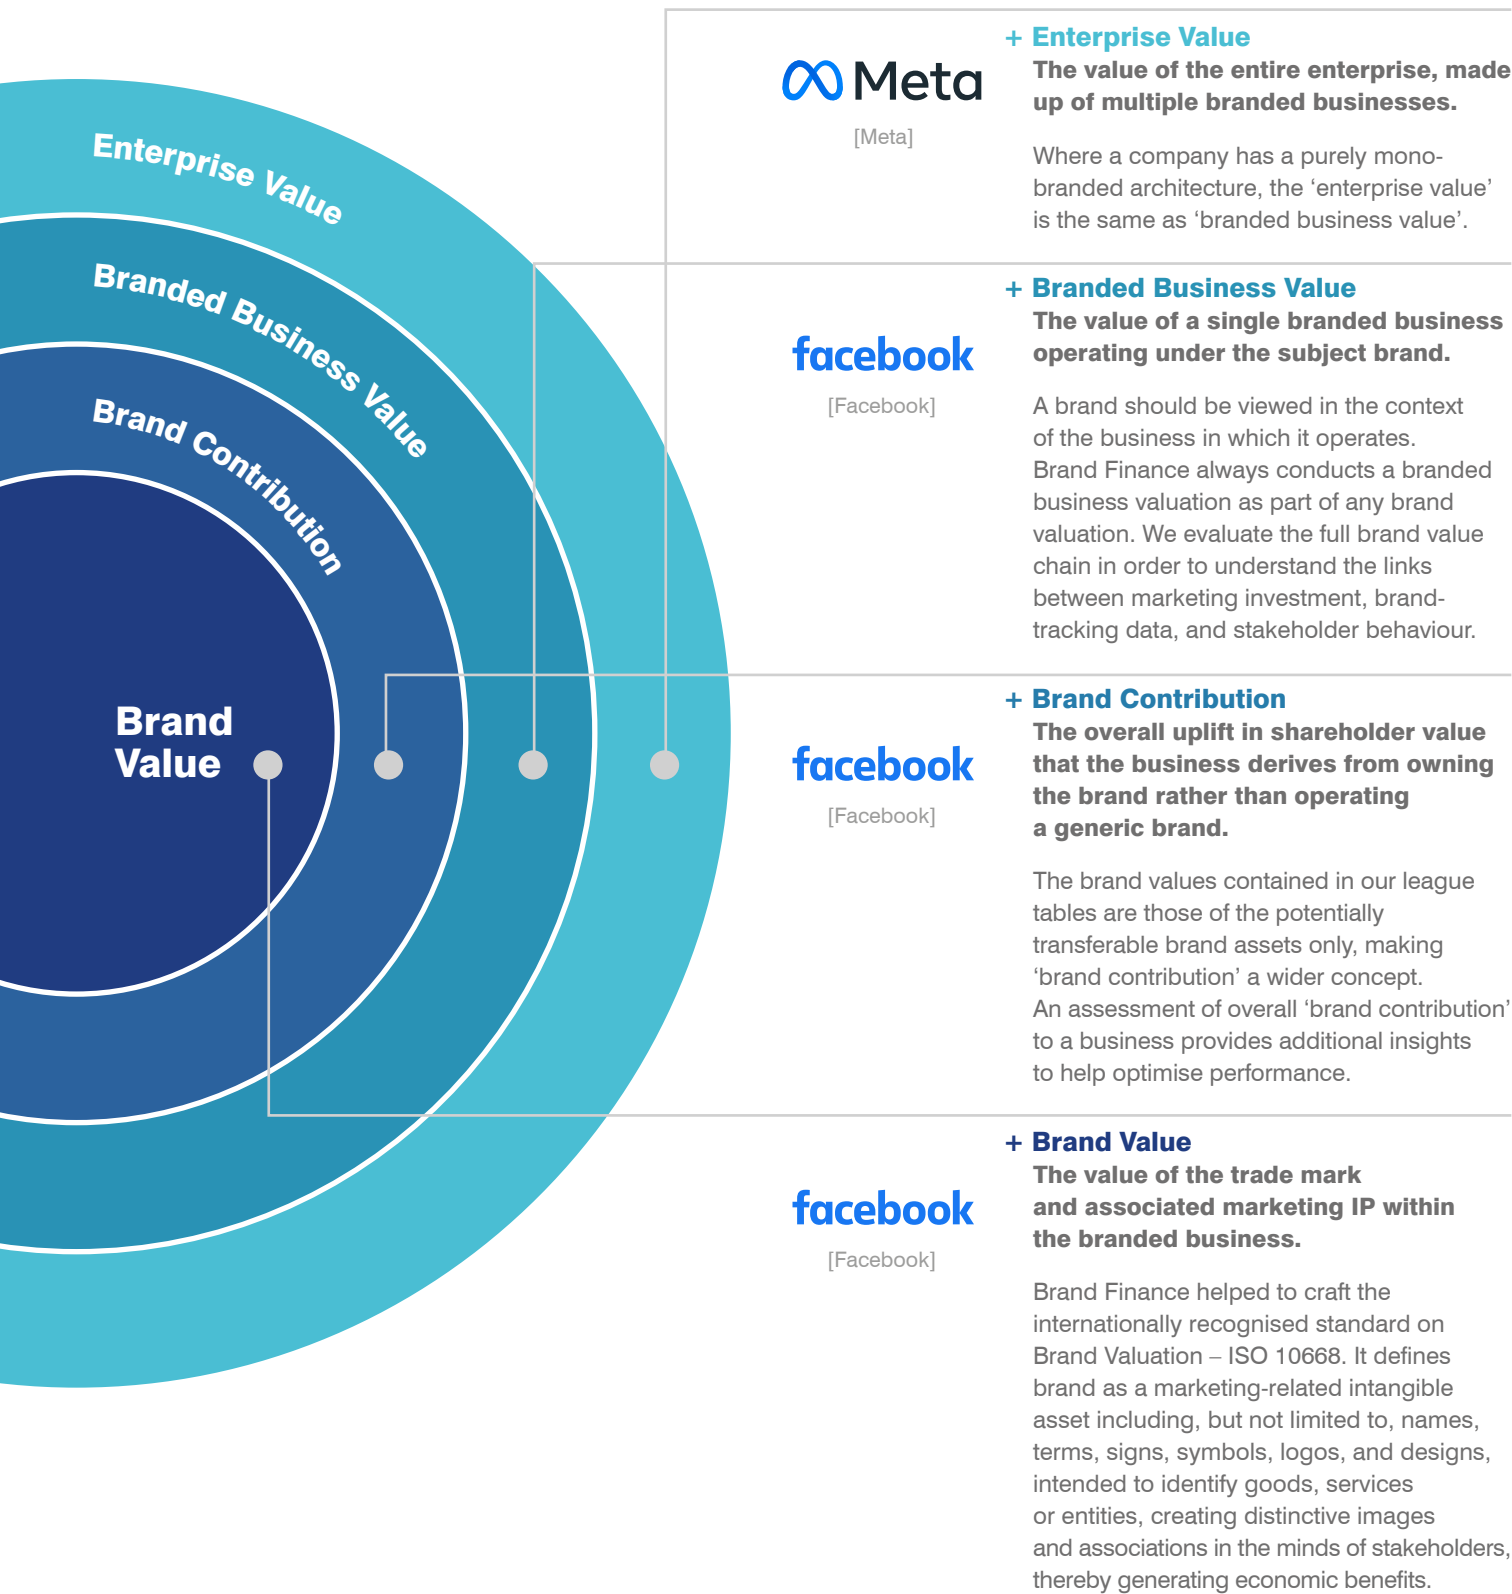 Enterprise Value
Branded Business Value
Brand Contribution
Brand
Value
Meta
[Meta]
+ Enterprise Value
The value of the entire enterprise, made
up of multiple branded businesses.
Where a company has a purely mono-
branded architecture, the ‘enterprise value’
is the same as ‘branded business value’.
facebook
[Facebook]
+ Branded Business Value
The value of a single branded business
operating under the subject brand.
A brand should be viewed in the context
of the business in which it operates.
Brand Finance always conducts a branded
business valuation as part of any brand
valuation. We evaluate the full brand value
chain in order to understand the links
between marketing investment, brand-
tracking data, and stakeholder behaviour.
facebook
[Facebook]
+ Brand Contribution
The overall uplift in shareholder value
that the business derives from owning
the brand rather than operating
a generic brand.
The brand values contained in our league
tables are those of the potentially
transferable brand assets only, making
‘brand contribution’ a wider concept.
An assessment of overall ‘brand contribution’
to a business provides additional insights
to help optimise performance.
facebook
[Facebook]
+ Brand Value
The value of the trade mark
and associated marketing IP within
the branded business.
Brand Finance helped to craft the
internationally recognised standard on
Brand Valuation – ISO 10668. It defines
brand as a marketing-related intangible
asset including, but not limited to, names,
terms, signs, symbols, logos, and designs,
intended to identify goods, services
or entities, creating distinctive images
and associations in the minds of stakeholders,
thereby generating economic benefits.